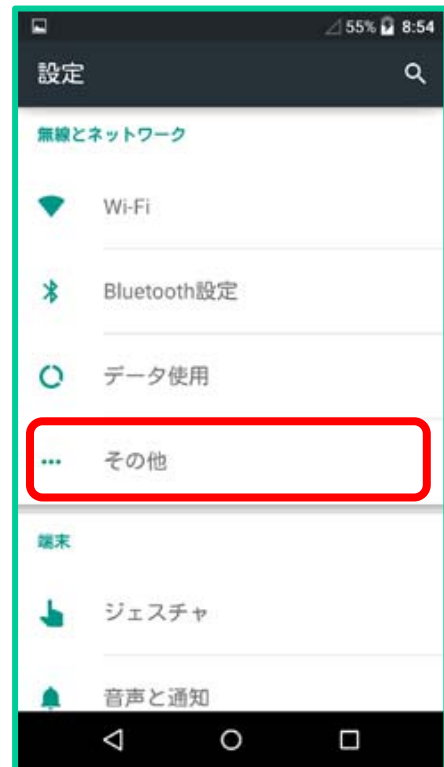 55% 8:54
設定
無線とネットワーク
Wi-Fi
Bluetooth設定
データ使用
その他
端末
ジェスチャ
音声と通知